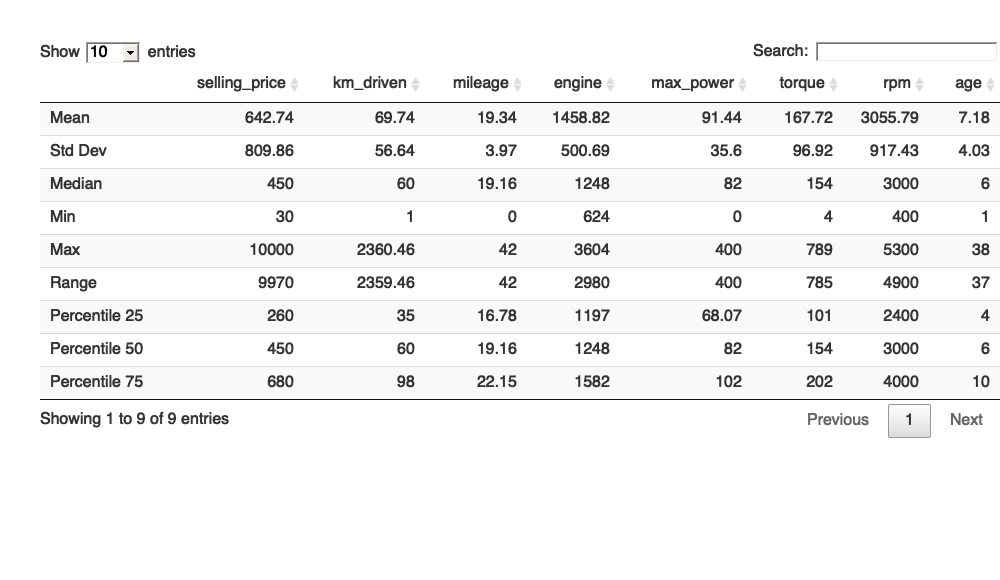 Show 10 entries Search:
selling_price km_driven mileage engine max_power torque rpm age
Mean 642.74 69.74 19.34 1458.82 91.44 167.72 3055.79 7.18
Std Dev 809.86 56.64 3.97 500.69 35.6 96.92 917.43 4.03
Median 450 60 19.16 1248 82 154 3000 6
Min 30 1 0 624 0 4 400 1
Max 10000 2360.46 42 3604 400 789 5300 38
Range 9970 2359.46 42 2980 400 785 4900 37
Percentile 25 260 35 16.78 1197 68.07 101 2400 4
Percentile 50 450 60 19.16 1248 82 154 3000 6
Percentile 75 680 98 22.15 1582 102 202 4000 10
Showing 1 to 9 of 9 entries Previous 1 Next